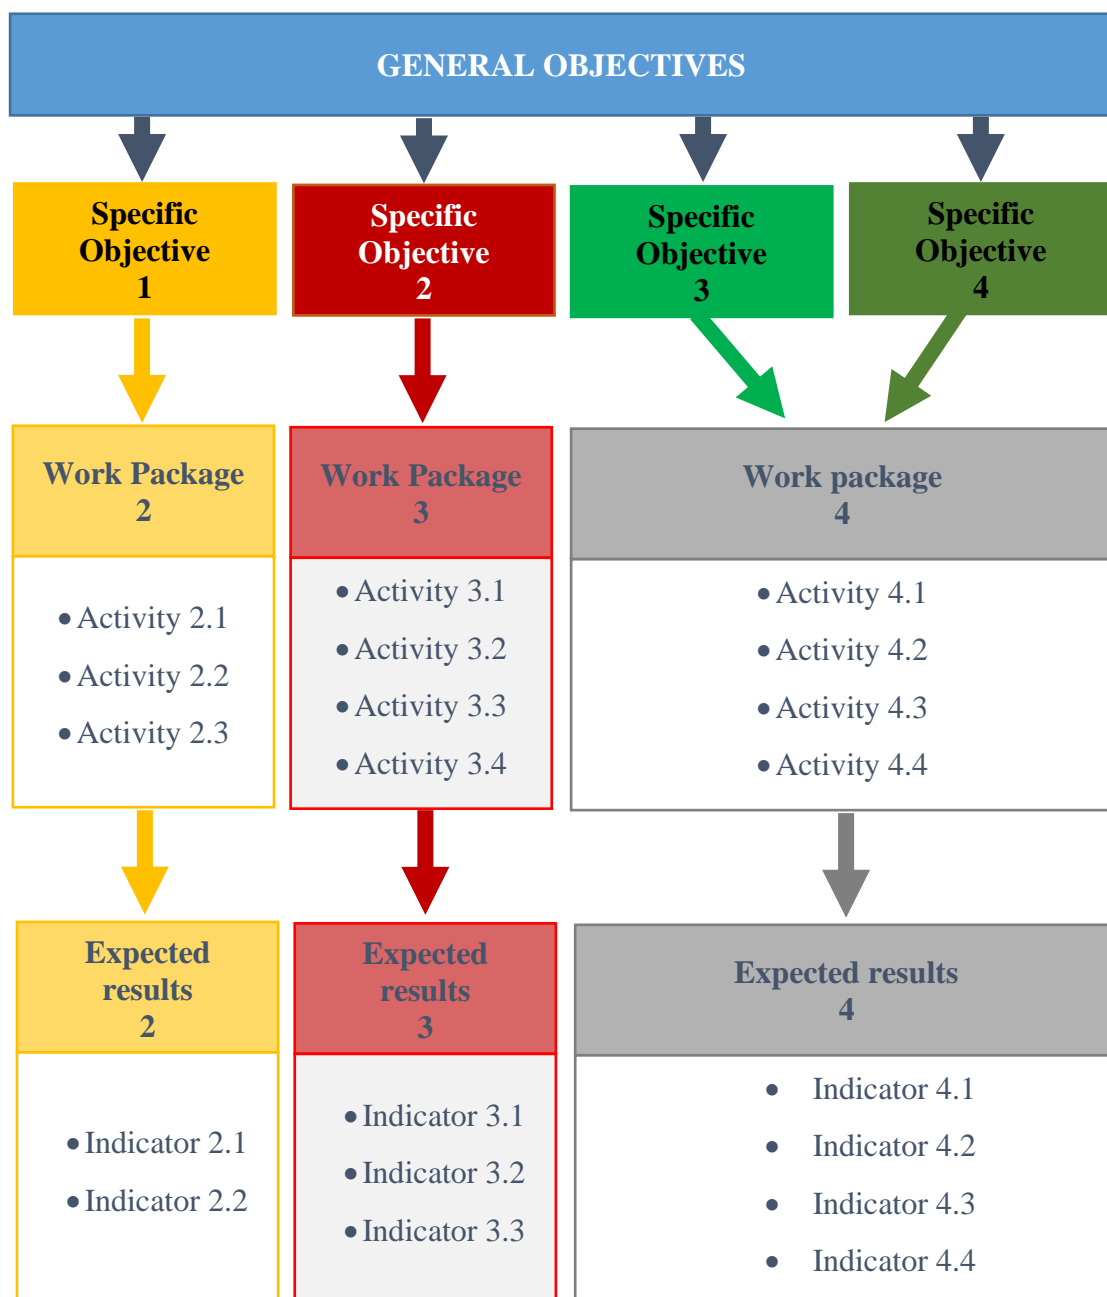 GENERAL OBJECTIVES
Specific
Objective
1
Specific
Objective
2
Specific
Objective
3
Specific
Objective
4
Work Package
2
• Activity 2.1
• Activity 2.2
• Activity 2.3
Work Package
3
• Activity 3.1
• Activity 3.2
• Activity 3.3
• Activity 3.4
Work package
4
• Activity 4.1
• Activity 4.2
• Activity 4.3
• Activity 4.4
Expected
results
2
• Indicator 2.1
• Indicator 2.2
Expected
results
3
• Indicator 3.1
• Indicator 3.2
• Indicator 3.3
Expected results
4
• Indicator 4.1
• Indicator 4.2
• Indicator 4.3
• Indicator 4.4